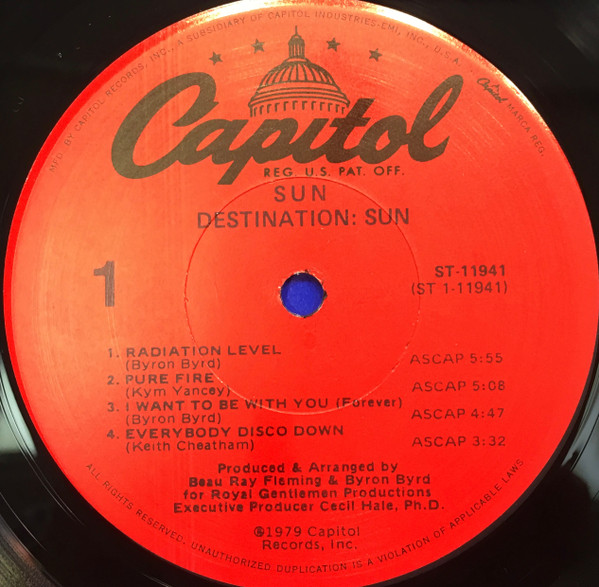 MFD. BY CAPITOL RECORDS, INC., A SUBSIDIARY OF CAPITOL INDUSTRIES-EMI, INC., U.S.A.
Capitol MARCA REG.
Capitol
REG. U.S. PAT. OFF.
SUN
DESTINATION: SUN
1
ST-11941
(ST 1-11941)
1. RADIATION LEVEL ASCAP 5:55
(Byron Byrd)
2. PURE FIRE ASCAP 5:08
(Kym Yancey)
3. I WANT TO BE WITH YOU (Forever) ASCAP 4:47
(Byron Byrd)
4. EVERYBODY DISCO DOWN ASCAP 3:32
(Keith Cheatham)
Produced & Arranged by
Beau Ray Fleming & Byron Byrd
for Royal Gentlemen Productions
Executive Producer Cecil Hale, Ph.D.
℗1979 Capitol
Records, Inc.
ALL RIGHTS RESERVED. UNAUTHORIZED DUPLICATION IS A VIOLATION OF APPLICABLE LAWS